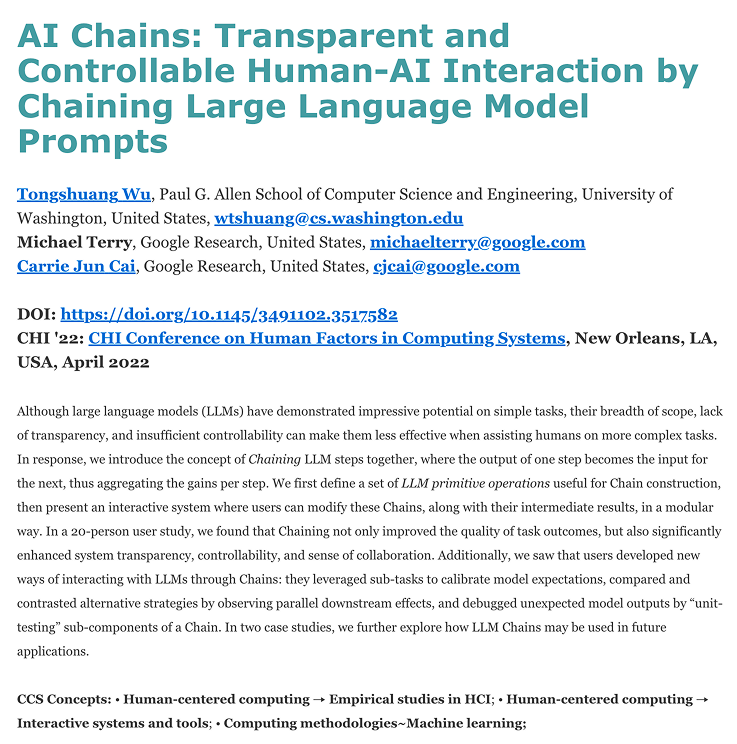 AI Chains: Transparent and
Controllable Human-AI Interaction by
Chaining Large Language Model
Prompts
Tongshuang Wu, Paul G. Allen School of Computer Science and Engineering, University of
Washington, United States, wtshuang@cs.washington.edu
Michael Terry, Google Research, United States, michaelterry@google.com
Carrie Jun Cai, Google Research, United States, cjcai@google.com
DOI: https://doi.org/10.1145/3491102.3517582
CHI '22: CHI Conference on Human Factors in Computing Systems, New Orleans, LA,
USA, April 2022
Although large language models (LLMs) have demonstrated impressive potential on simple tasks, their breadth of scope, lack
of transparency, and insufficient controllability can make them less effective when assisting humans on more complex tasks.
In response, we introduce the concept of Chaining LLM steps together, where the output of one step becomes the input for
the next, thus aggregating the gains per step. We first define a set of LLM primitive operations useful for Chain construction,
then present an interactive system where users can modify these Chains, along with their intermediate results, in a modular
way. In a 20-person user study, we found that Chaining not only improved the quality of task outcomes, but also significantly
enhanced system transparency, controllability, and sense of collaboration. Additionally, we saw that users developed new
ways of interacting with LLMs through Chains: they leveraged sub-tasks to calibrate model expectations, compared and
contrasted alternative strategies by observing parallel downstream effects, and debugged unexpected model outputs by “unit-
testing” sub-components of a Chain. In two case studies, we further explore how LLM Chains may be used in future
applications.
CCS Concepts: • Human-centered computing → Empirical studies in HCI; • Human-centered computing →
Interactive systems and tools; • Computing methodologies~Machine learning;